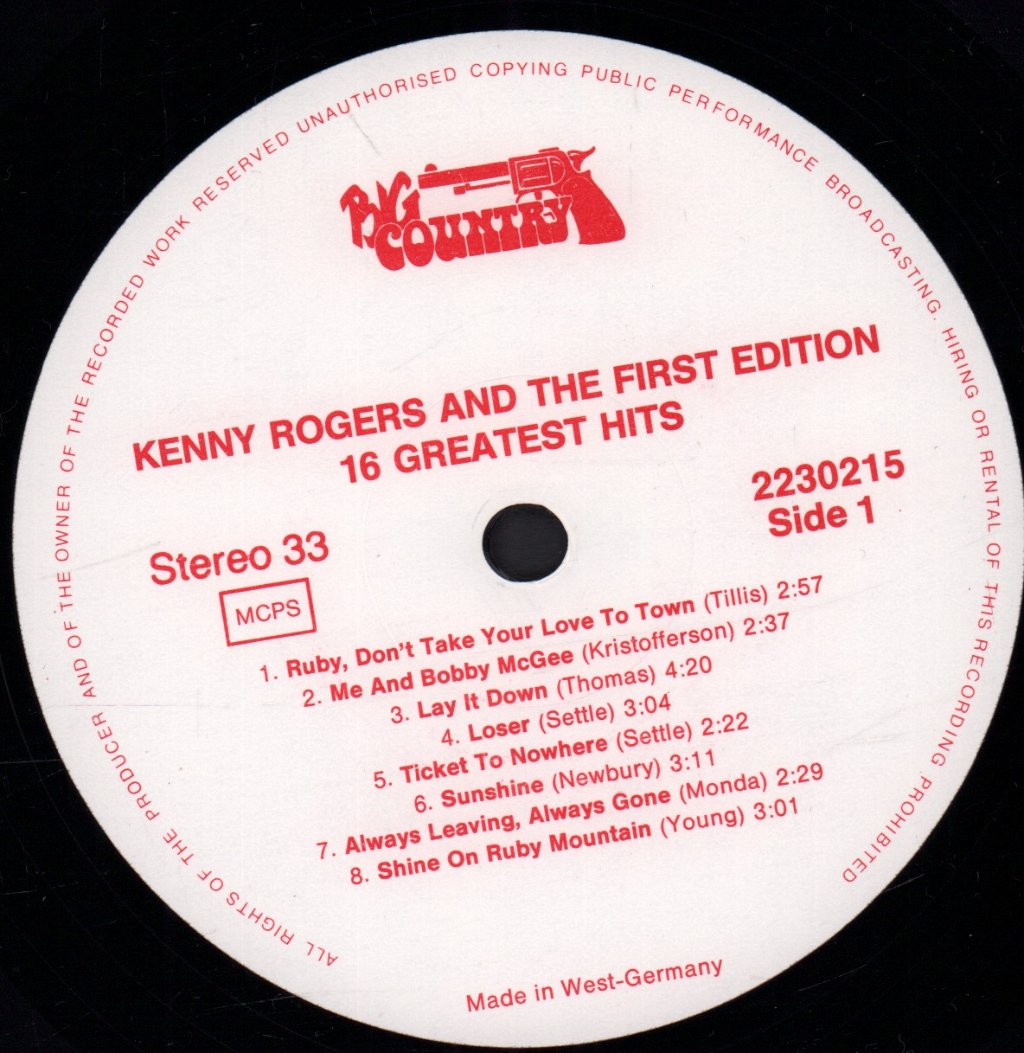 ALL RIGHTS OF THE PRODUCER AND OF THE OWNER OF THE RECORDED WORK RESERVED UNAUTHORISED COPYING PUBLIC PERFORMANCE BROADCASTING. HIRING OR RENTAL OF THIS RECORDING PROHIBITED
BIG
COUNTRY
KENNY ROGERS AND THE FIRST EDITION
16 GREATEST HITS
2230215
Side 1
Stereo 33
MCPS
1. Ruby, Don't Take Your Love To Town (Tillis) 2:57
2. Me And Bobby McGee (Kristofferson) 2:37
3. Lay It Down (Thomas) 4:20
4. Loser (Settle) 3:04
5. Ticket To Nowhere (Settle) 2:22
6. Sunshine (Newbury) 3:11
7. Always Leaving, Always Gone (Monda) 2:29
8. Shine On Ruby Mountain (Young) 3:01
Made in West-Germany